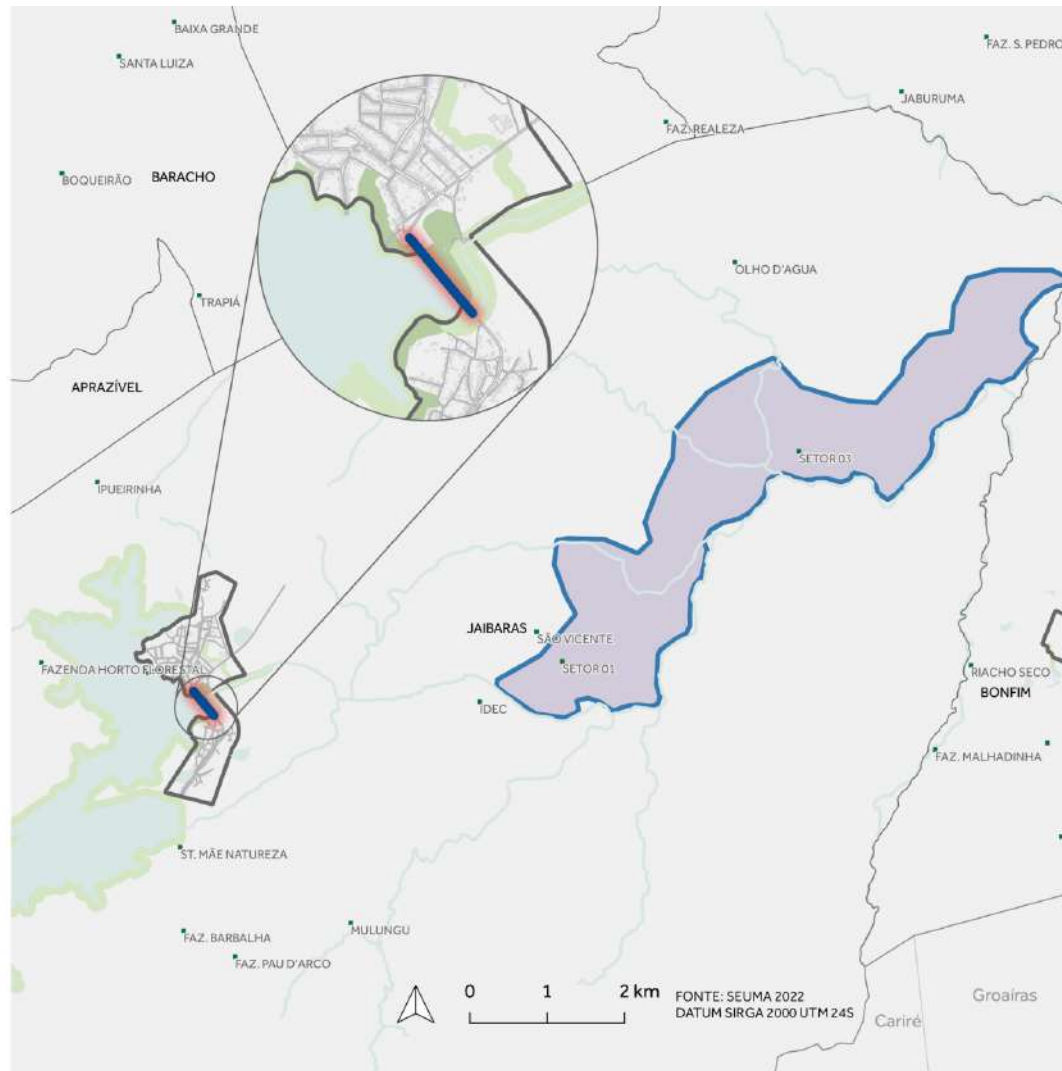 BAIXA GRANDE
FAZ. S. PEDRO
SANTA LUIZA
JABURUMA
FAZ. REALEZA
BOQUEIRÃO
BARACHO
OLHO D'AGUA
TRAPIÁ
APRAZÍVEL
SETOR 03
IPUEIRINHA
JAIBARAS
SÃO VICENTE
FAZENDA HORTO FLORESTAL
SETOR 01
RIACHO SECO
BONFIM
IDEC
FAZ. MALHADINHA
ST. MÃE NATUREZA
MULUNGU
FAZ. BARBALHA
FAZ. PAU D'ARCO
0 1 2 km
FONTE: SEUMA 2022
DATUM SIRGA 2000 UTM 24S
Groaíras
Cariré